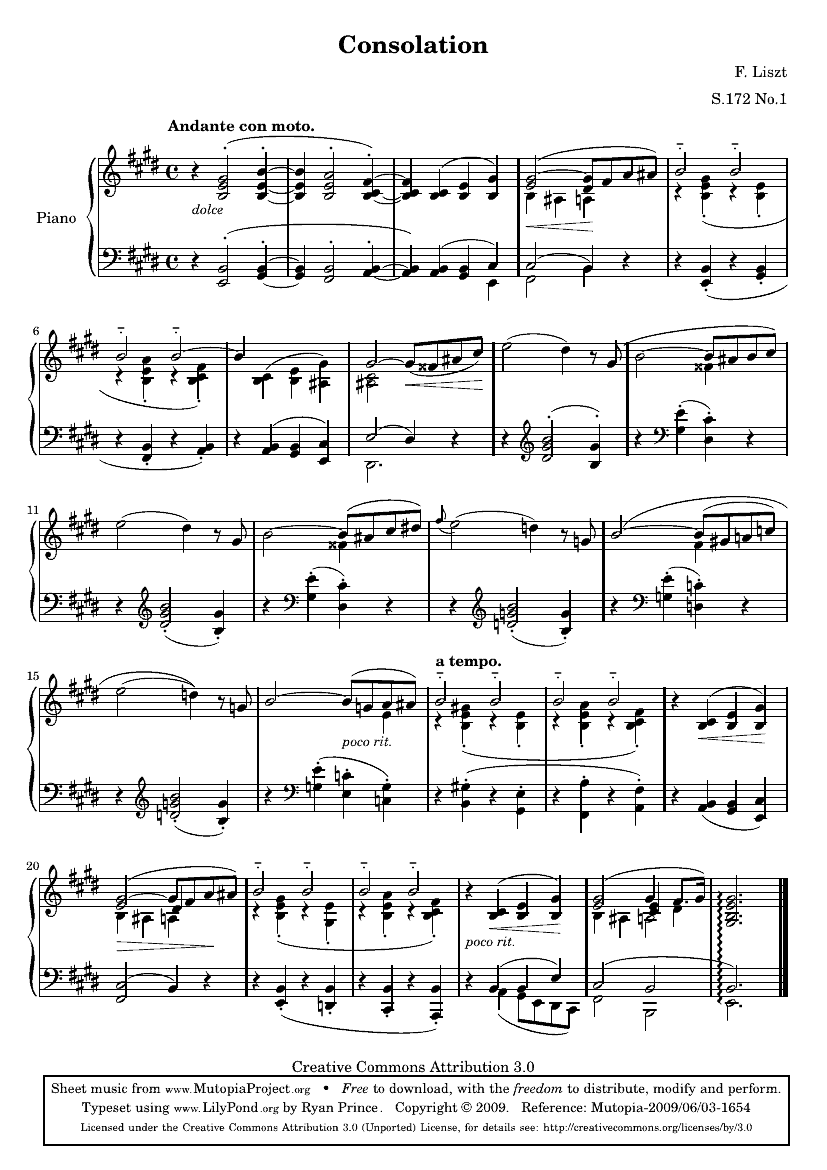 Consolation
F. Liszt
S.172 No.1
Andante con moto.
Piano
dolce
6
11
15
a tempo.
poco rit.
20
poco rit.
Creative Commons Attribution 3.0
Sheet music from www.MutopiaProject.org • Free to download, with the freedom to distribute, modify and perform.
Typeset using www.LilyPond.org by Ryan Prince. Copyright © 2009. Reference: Mutopia-2009/06/03-1654
Licensed under the Creative Commons Attribution 3.0 (Unported) License, for details see: http://creativecommons.org/licenses/by/3.0